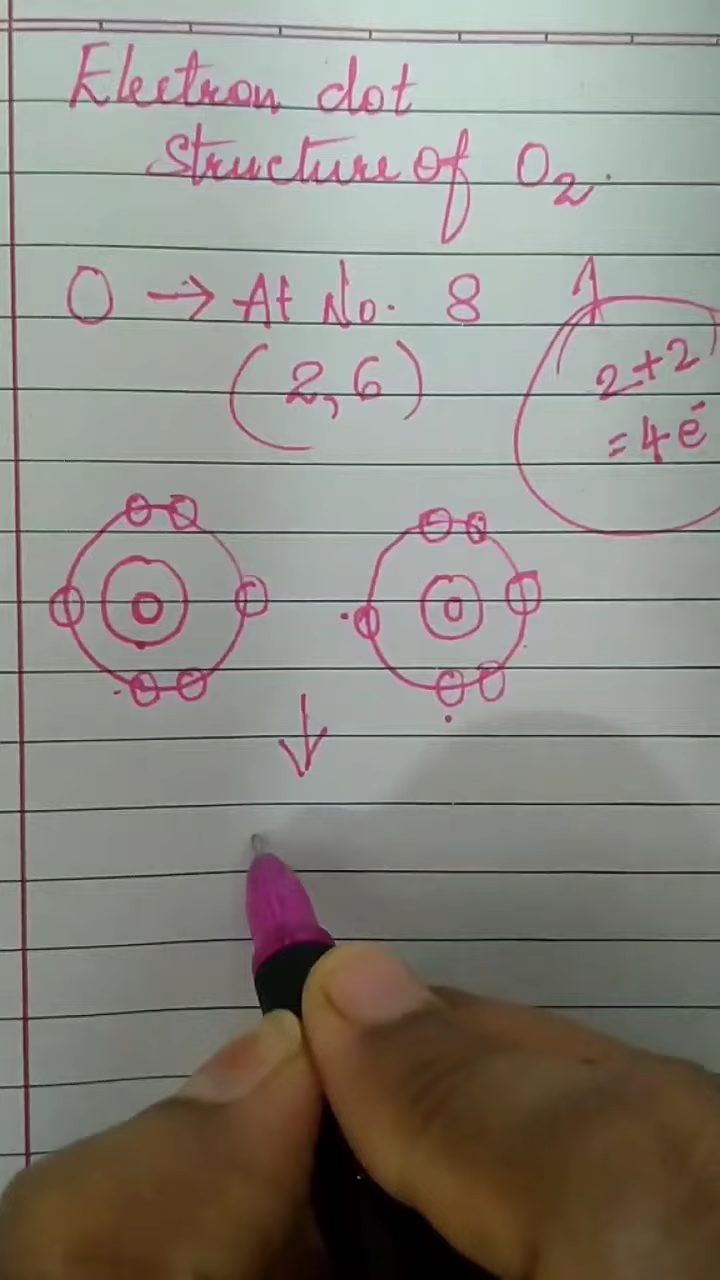 Electron dot
structure of O2.
O → At No. 8
(2,6)
2+2
=4e-
O
O